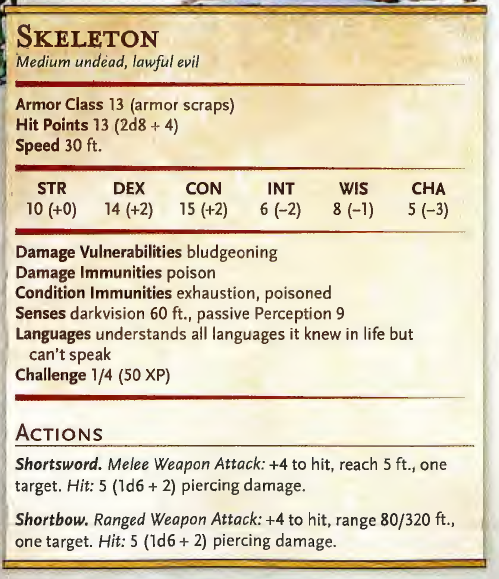 SKELETON
Medium undead, lawful evil
Armor Class 13 (armor scraps)
Hit Points 13 (2d8 + 4)
Speed 30 ft.
STR DEX CON INT WIS CHA
10 (+0) 14 (+2) 15 (+2) 6 (−2) 8 (−1) 5 (−3)
Damage Vulnerabilities bludgeoning
Damage Immunities poison
Condition Immunities exhaustion, poisoned
Senses darkvision 60 ft., passive Perception 9
Languages understands all languages it knew in life but
can't speak
Challenge 1/4 (50 XP)
ACTIONS
Shortsword. Melee Weapon Attack: +4 to hit, reach 5 ft., one
target. Hit: 5 (1d6 + 2) piercing damage.
Shortbow. Ranged Weapon Attack: +4 to hit, range 80/320 ft.,
one target. Hit: 5 (1d6 + 2) piercing damage.